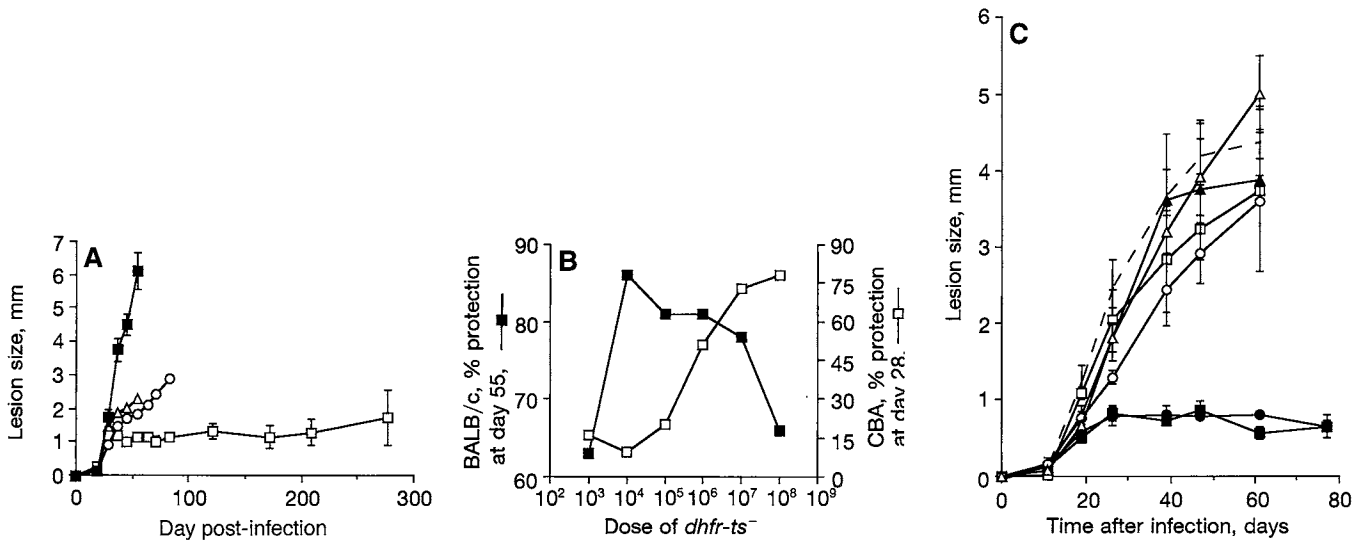 A
Lesion size, mm
7
6
5
4
3
2
1
0
0 100 200 300
Day post-infection
B
BALB/c, % protection
at day 55,
90
80
70
60
CBA, % protection
at day 28,
90
75
60
45
30
15
0
10² 10³ 10⁴ 10⁵ 10⁶ 10⁷ 10⁸ 10⁹
Dose of dhfr-ts⁻
C
Lesion size, mm
6
5
4
3
2
1
0
0 20 40 60 80
Time after infection, days